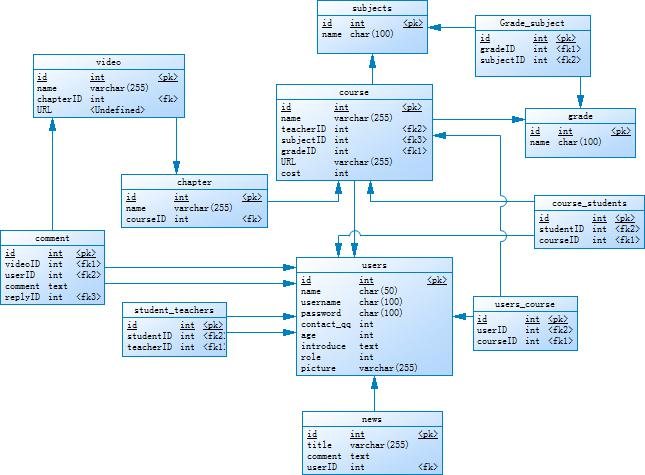 subjects
id int <pk>
name char(100)
Grade_subject
id int <pk>
gradeID int <fk1>
subjectID int <fk2>
video
id int <pk>
name varchar(255)
chapterID int <fk>
URL <Undefined>
course
id int <pk>
name varchar(255)
teacherID int <fk2>
subjectID int <fk3>
gradeID int <fk1>
URL varchar(255)
cost int
grade
id int <pk>
name char(100)
chapter
id int <pk>
name varchar(255)
courseID int <fk>
course_students
id int <pk>
studentID int <fk2>
courseID int <fk1>
comment
id int <pk>
videoID int <fk1>
userID int <fk2>
comment text
replyID int <fk3>
users
id int <pk>
name char(50)
username char(100)
password char(100)
contact_qq int
age int
introduce text
role int
picture varchar(255)
student_teachers
id int <pk>
studentID int <fk2
teacherID int <fk1
users_course
id int <pk>
userID int <fk2>
courseID int <fk1>
news
id int <pk>
title varchar(255)
comment text
userID int <fk>